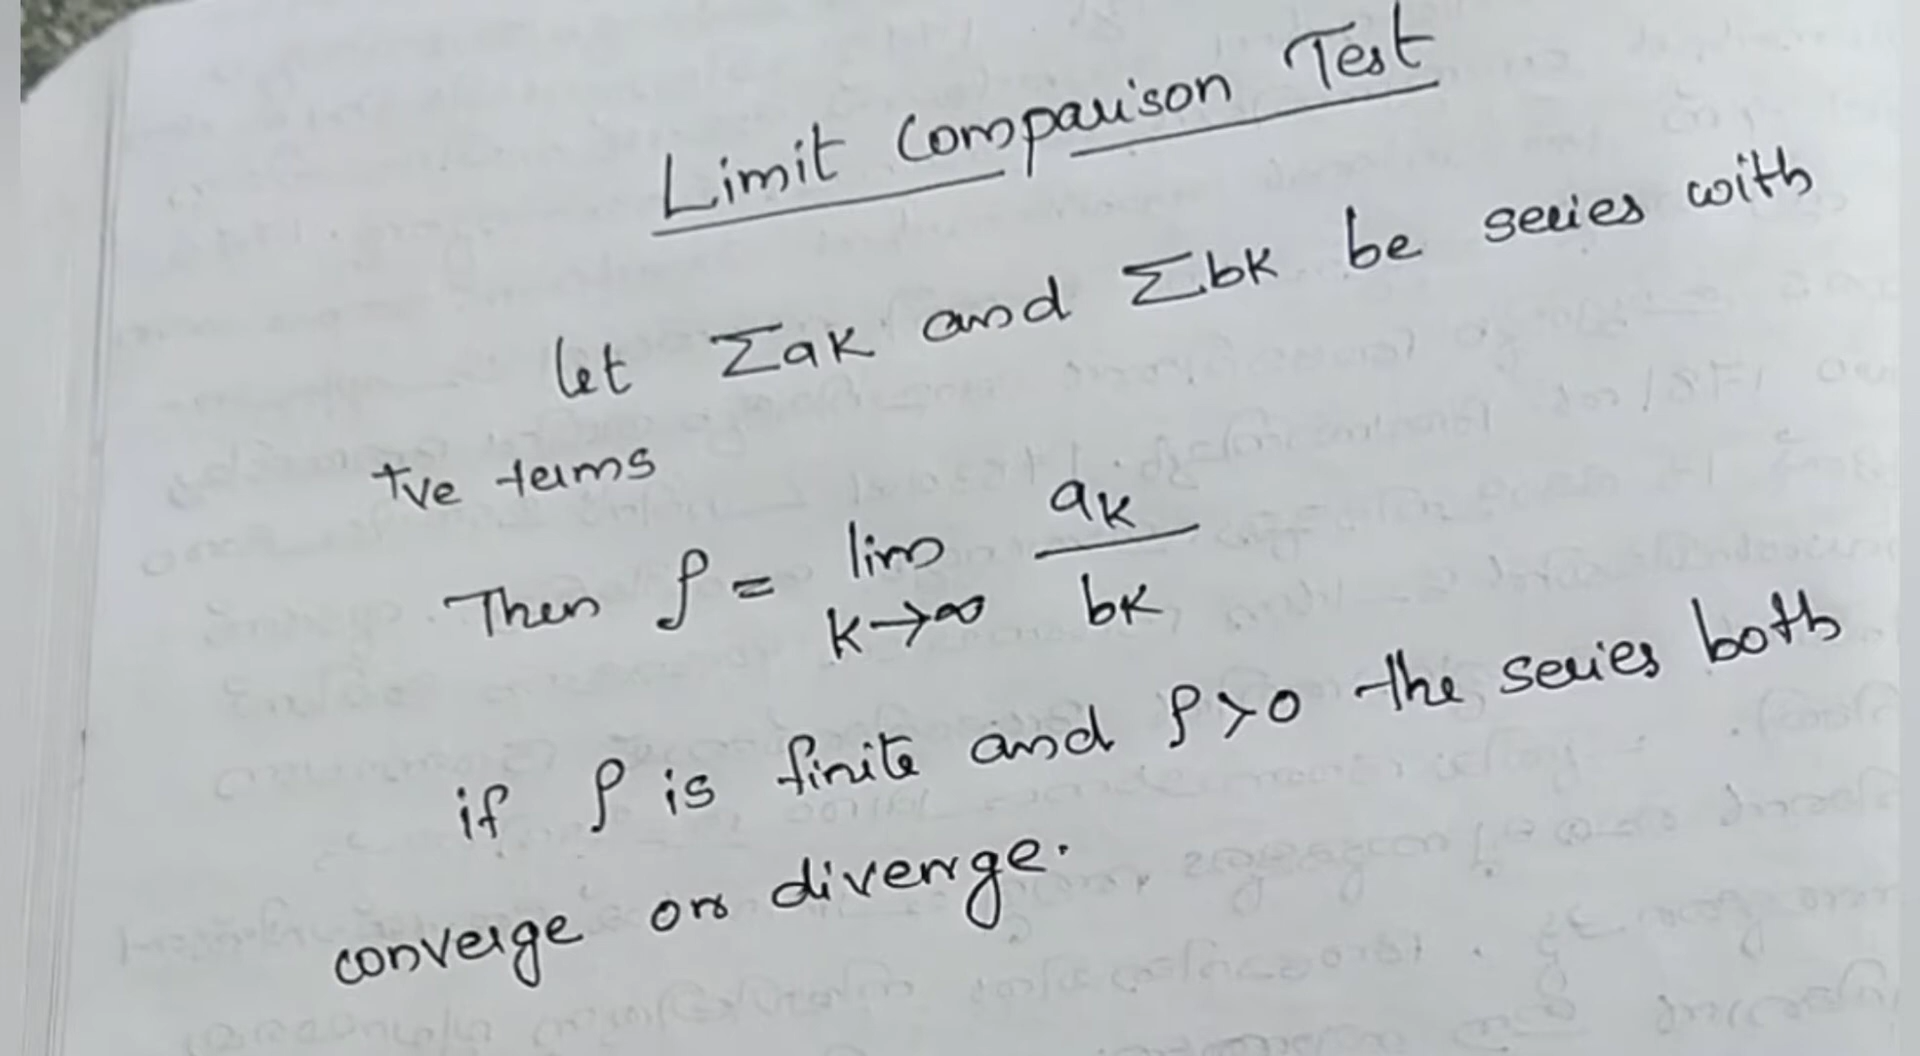 Limit Comparison Test
let Σak and Σbk be series with
+ve terms
Then ρ = lim k→∞ ak / bk
if ρ is finite and ρ>0 the series both
converge or diverge.